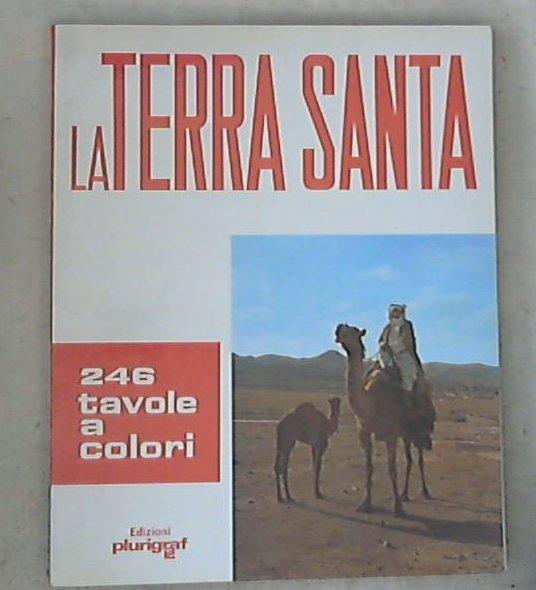 LA TERRA SANTA
246
tavole
a
colori
Edizioni
plurigraf